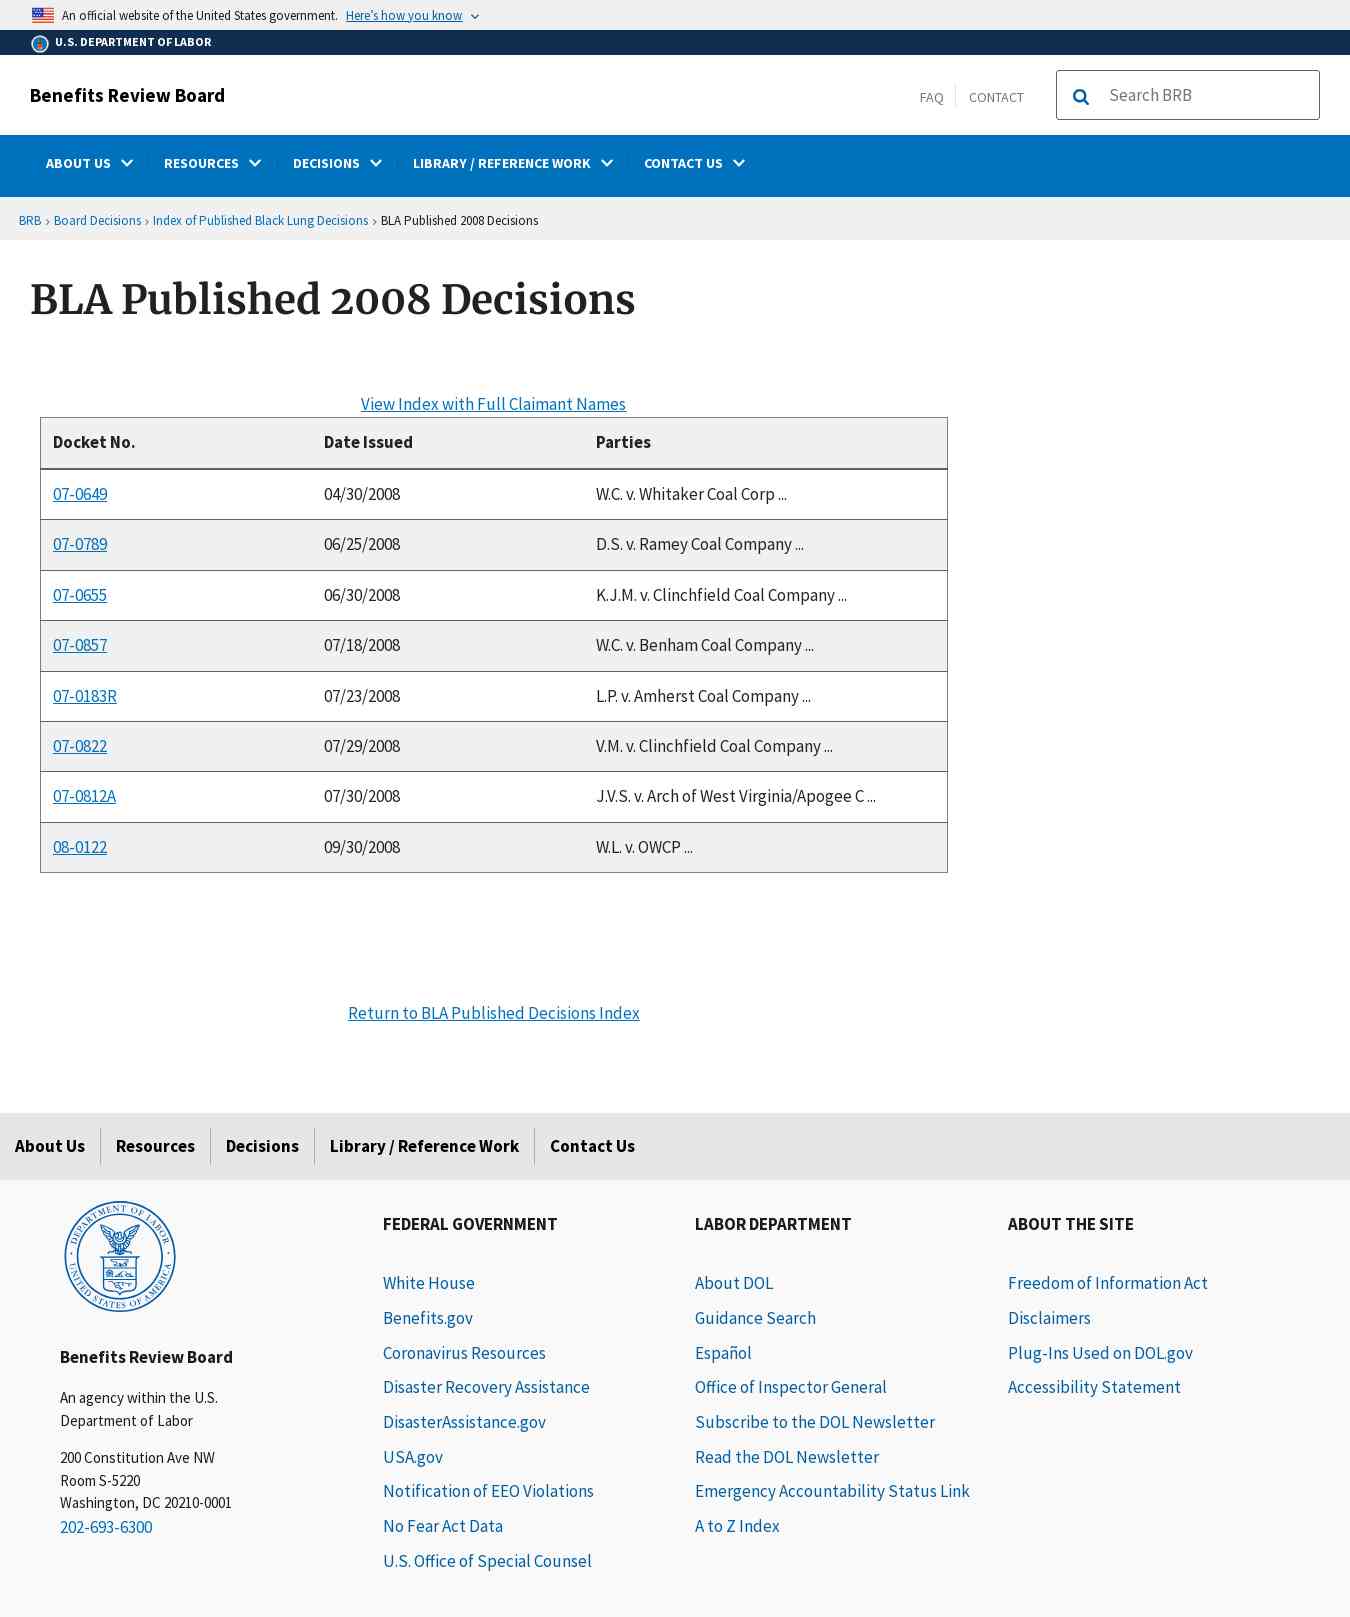 An official website of the United States government. Here's how you know
U.S. DEPARTMENT OF LABOR
Benefits Review Board
FAQ
CONTACT
Search BRB
ABOUT US
RESOURCES
DECISIONS
LIBRARY / REFERENCE WORK
CONTACT US
BRB › Board Decisions › Index of Published Black Lung Decisions › BLA Published 2008 Decisions
BLA Published 2008 Decisions
View Index with Full Claimant Names
Docket No. Date Issued Parties
07-0649 04/30/2008 W.C. v. Whitaker Coal Corp ...
07-0789 06/25/2008 D.S. v. Ramey Coal Company ...
07-0655 06/30/2008 K.J.M. v. Clinchfield Coal Company ...
07-0857 07/18/2008 W.C. v. Benham Coal Company ...
07-0183R 07/23/2008 L.P. v. Amherst Coal Company ...
07-0822 07/29/2008 V.M. v. Clinchfield Coal Company ...
07-0812A 07/30/2008 J.V.S. v. Arch of West Virginia/Apogee C ...
08-0122 09/30/2008 W.L. v. OWCP ...
Return to BLA Published Decisions Index
About Us
Resources
Decisions
Library / Reference Work
Contact Us
DEPARTMENT OF LABOR
UNITED STATES OF AMERICA
Benefits Review Board
An agency within the U.S.
Department of Labor
200 Constitution Ave NW
Room S-5220
Washington, DC 20210-0001
202-693-6300
FEDERAL GOVERNMENT
White House
Benefits.gov
Coronavirus Resources
Disaster Recovery Assistance
DisasterAssistance.gov
USA.gov
Notification of EEO Violations
No Fear Act Data
U.S. Office of Special Counsel
LABOR DEPARTMENT
About DOL
Guidance Search
Español
Office of Inspector General
Subscribe to the DOL Newsletter
Read the DOL Newsletter
Emergency Accountability Status Link
A to Z Index
ABOUT THE SITE
Freedom of Information Act
Disclaimers
Plug-Ins Used on DOL.gov
Accessibility Statement